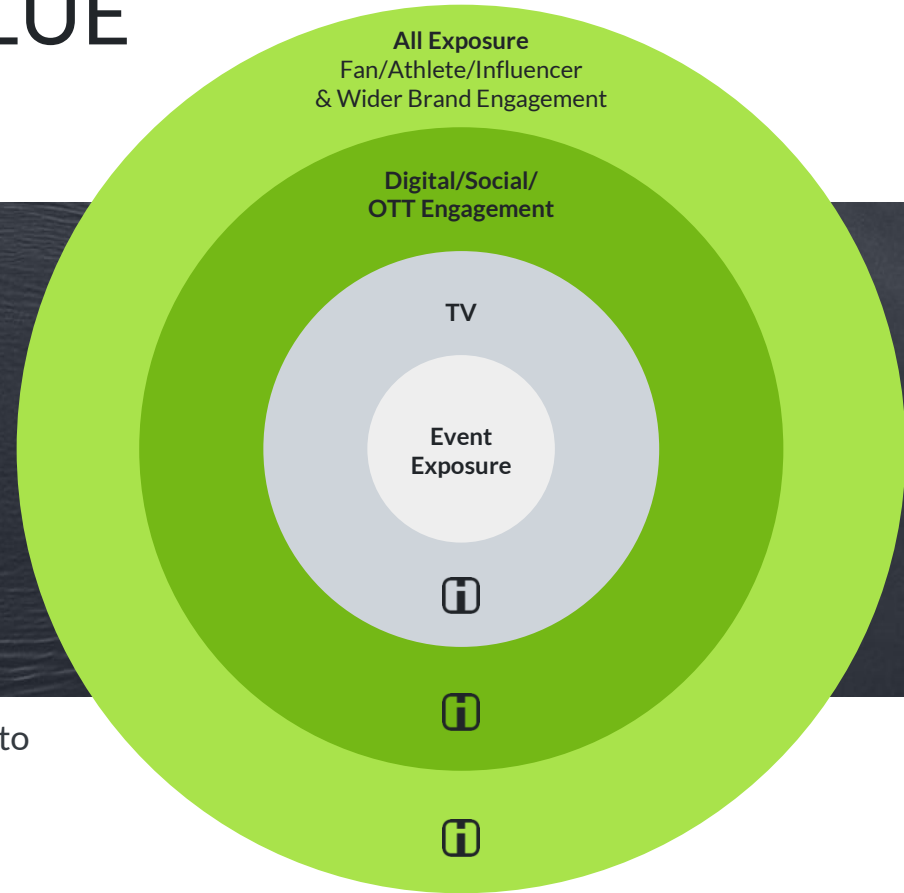 LUE
All Exposure
Fan/Athlete/Influencer
& Wider Brand Engagement
Digital/Social/
OTT Engagement
TV
Event
Exposure
to